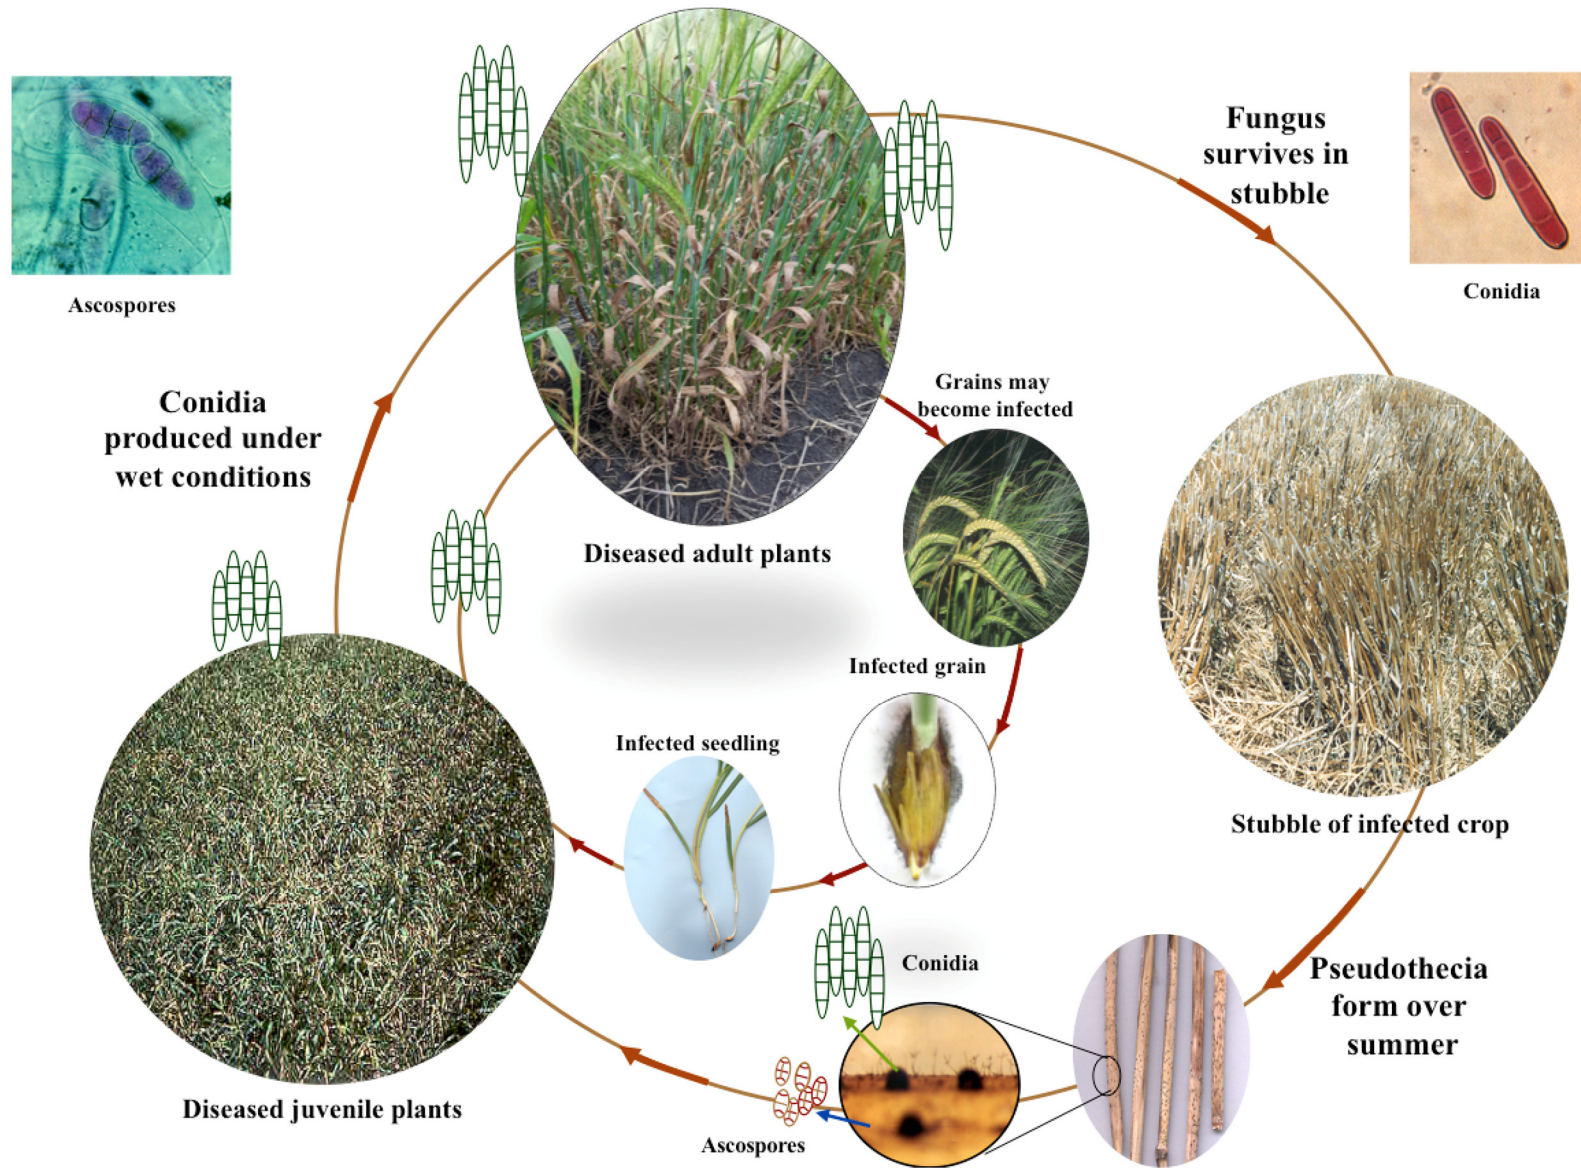 Fungus
survives in
stubble
Ascospores
Conidia
Grains may
become infected
Conidia
produced under
wet conditions
Diseased adult plants
Infected grain
Infected seedling
Stubble of infected crop
Conidia
Pseudothecia
form over
summer
Diseased juvenile plants
Ascospores